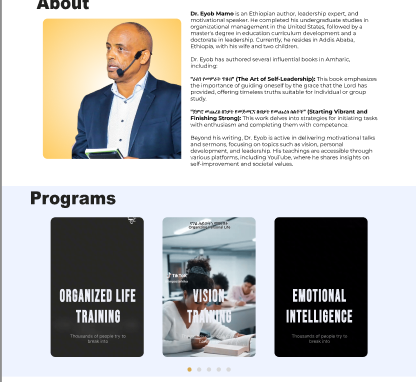 About
Dr. Eyob Mamo is an Ethiopian author, leadership expert, and
motivational speaker. He completed his undergraduate studies in
organizational management in the United States, followed by a
master's degree in education curriculum development and a
doctorate in leadership. Currently, he resides in Addis Ababa,
Ethiopia, with his wife and two children.
Dr. Eyob has authored several influential books in Amharic,
including:
(The Art of Self-Leadership): This book emphasizes
the importance of guiding oneself by the grace that the Lord has
provided, offering timeless truths suitable for individual or group
study.
(Starting Vibrant and
Finishing Strong): This work delves into strategies for initiating tasks
with enthusiasm and completing them with competence.
Beyond his writing, Dr. Eyob is active in delivering motivational talks
and sermons, focusing on topics such as vision, personal
development, and leadership. His teachings are accessible through
various platforms, including YouTube, where he shares insights on
self-improvement and societal values.
Programs
ORGANIZED LIFE
TRAINING
Thousands of people try to
break into
Organized Life
TikTok
VISION
TRAINING
EMOTIONAL
INTELLIGENCE
Thousands of people try to
break into